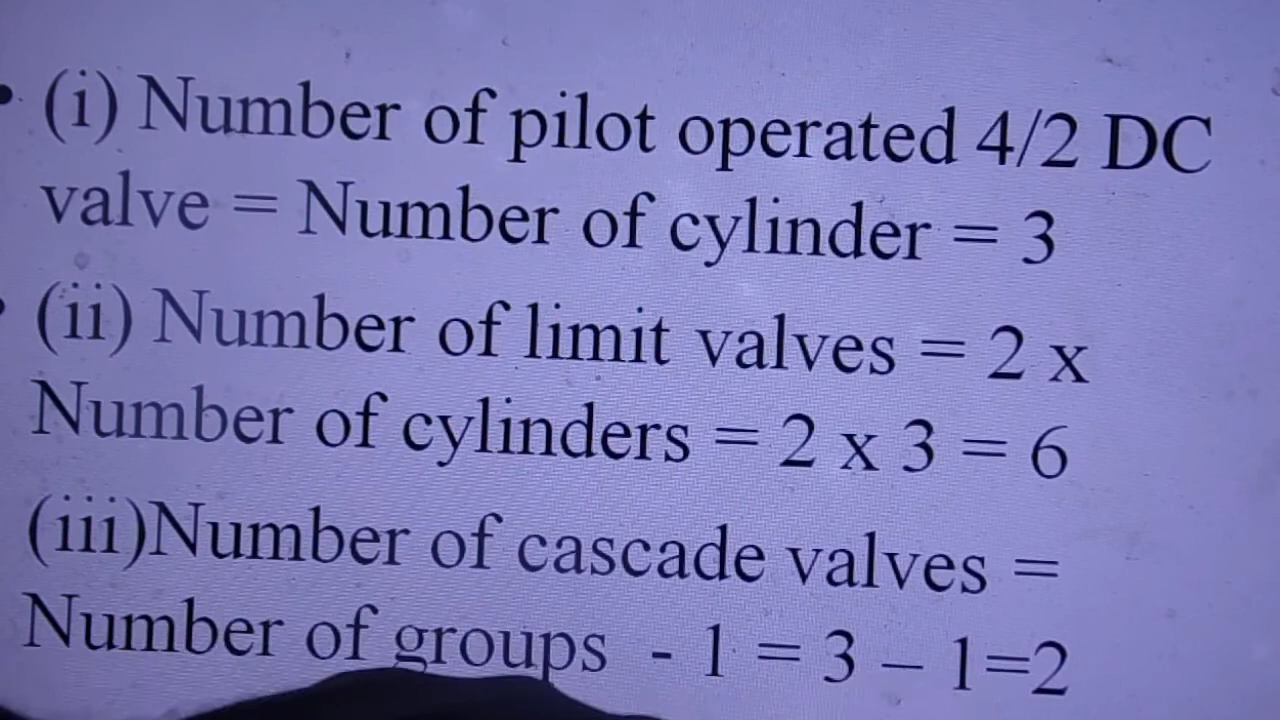 • (i) Number of pilot operated 4/2 DC
valve = Number of cylinder = 3
• (ii) Number of limit valves = 2 x
Number of cylinders = 2 x 3 = 6
(iii)Number of cascade valves =
Number of groups - 1 = 3 – 1=2